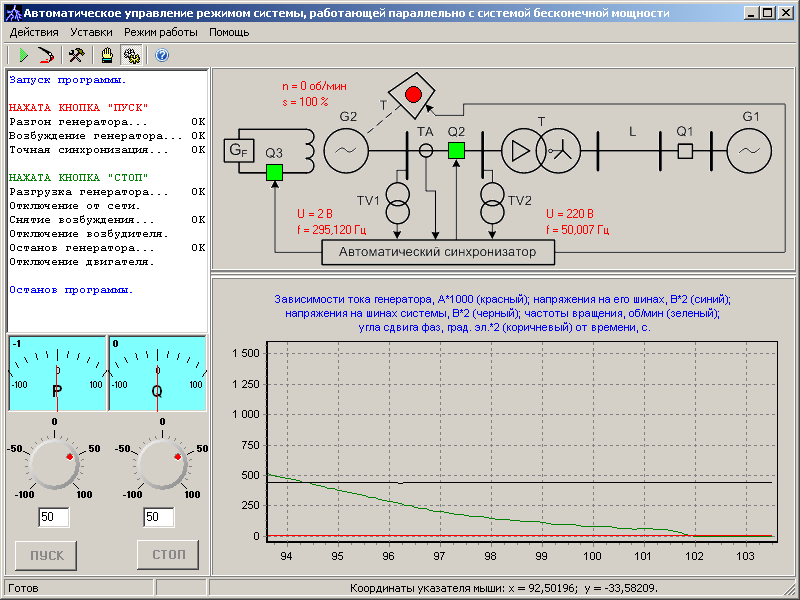 Автоматическое управление режимом системы, работающей параллельно с системой бесконечной мощности
Действия Уставки Режим работы Помощь
Запуск программы.
НАЖАТА КНОПКА "ПУСК"
Разгон генератора... ОК
Возбуждение генератора... ОК
Точная синхронизация... ОК
НАЖАТА КНОПКА "СТОП"
Разгрузка генератора... ОК
Отключение от сети.
Снятие возбуждения... ОК
Отключение возбудителя.
Останов генератора... ОК
Отключение двигателя.
Останов программы.
-1
-100 0 100
P
0
-100 0 100
Q
0
-50 50
-100 100
0
-50 50
-100 100
50
50
ПУСК
СТОП
n = 0 об/мин
s = 100 %
T
G2
TA
Q2
T
L
Q1
G1
GF
Q3
TV1
TV2
U = 2 В
f = 295,120 Гц
U = 220 В
f = 50,007 Гц
Автоматический синхронизатор
Зависимости тока генератора, А*1000 (красный); напряжения на его шинах, В*2 (синий);
напряжения на шинах системы, В*2 (черный); частоты вращения, об/мин (зеленый);
угла сдвига фаз, град. эл.*2 (коричневый) от времени, с.
1 500
1 250
1 000
750
500
250
0
94 95 96 97 98 99 100 101 102 103
Готов
Координаты указателя мыши: x = 92,50196; y = -33,58209.